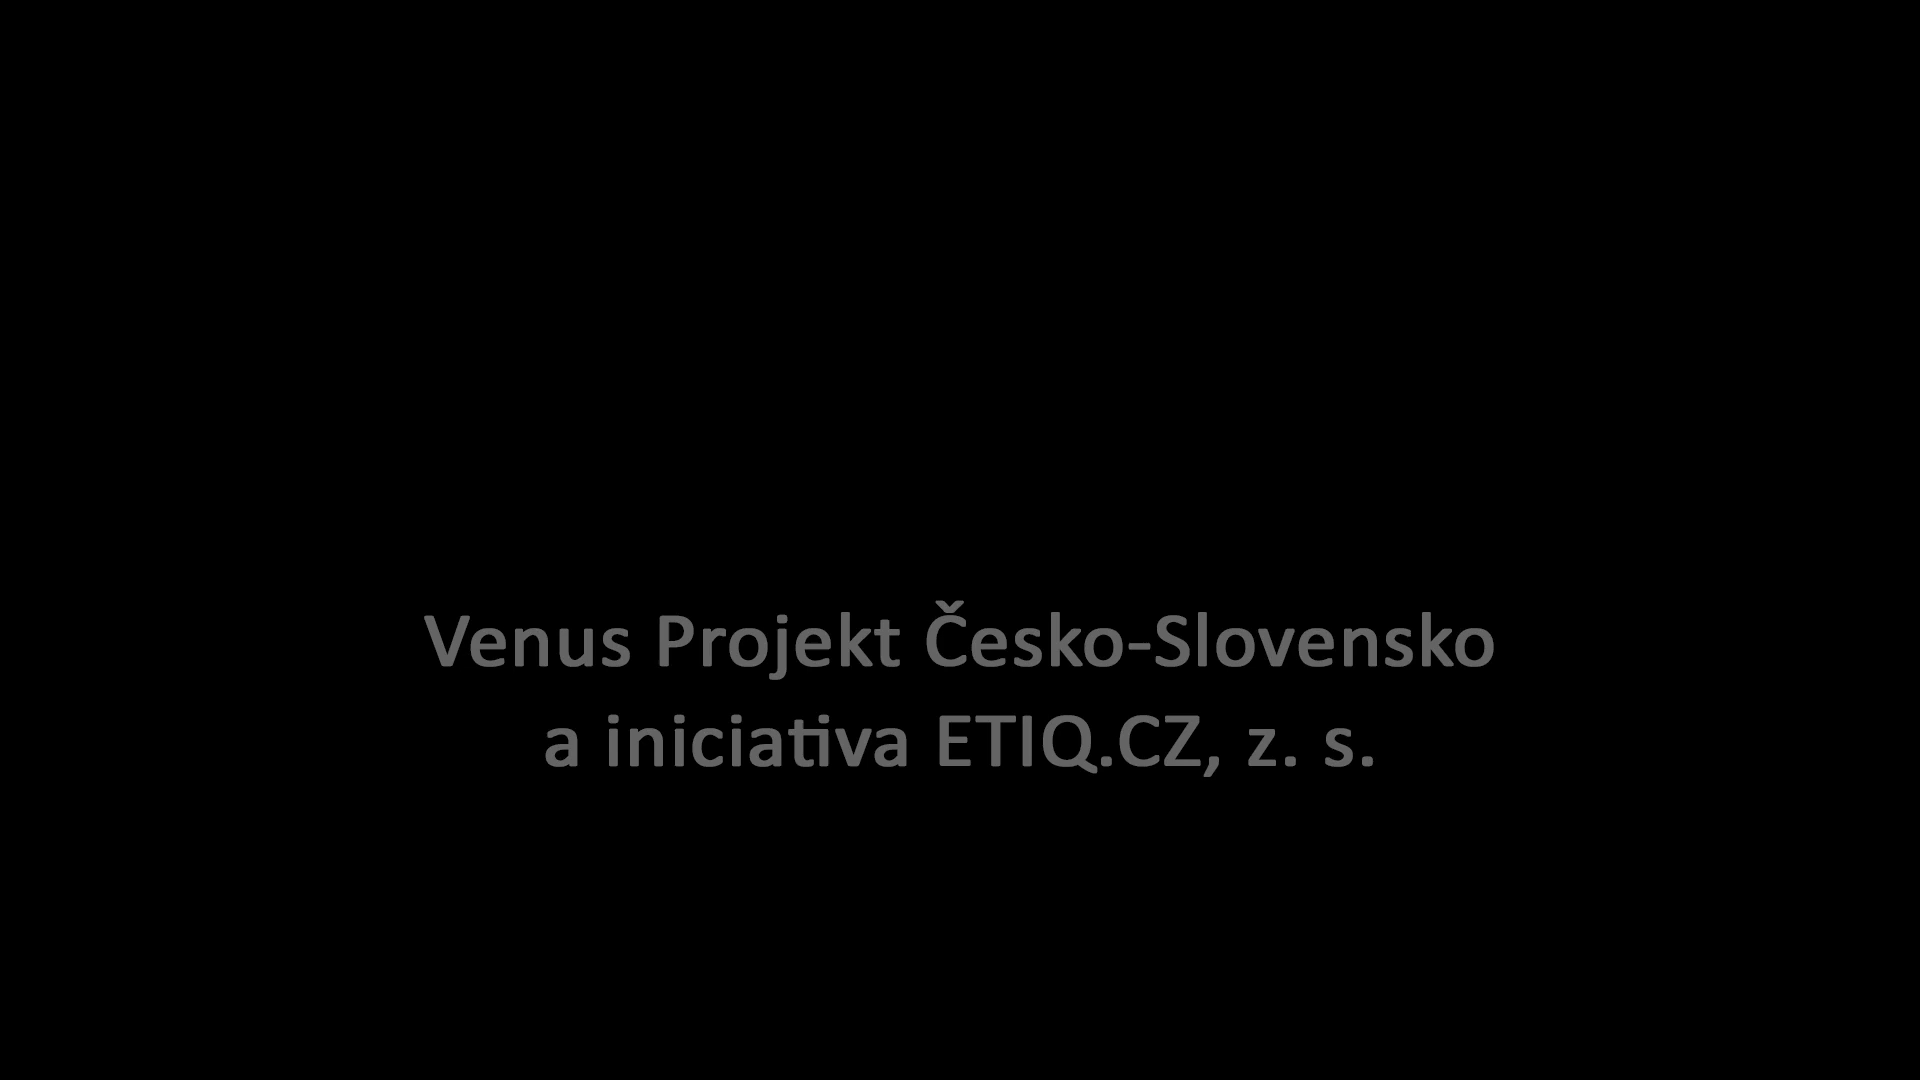 Venus Projekt Česko-Slovensko
a iniciativa ETIQ.CZ, z. s.